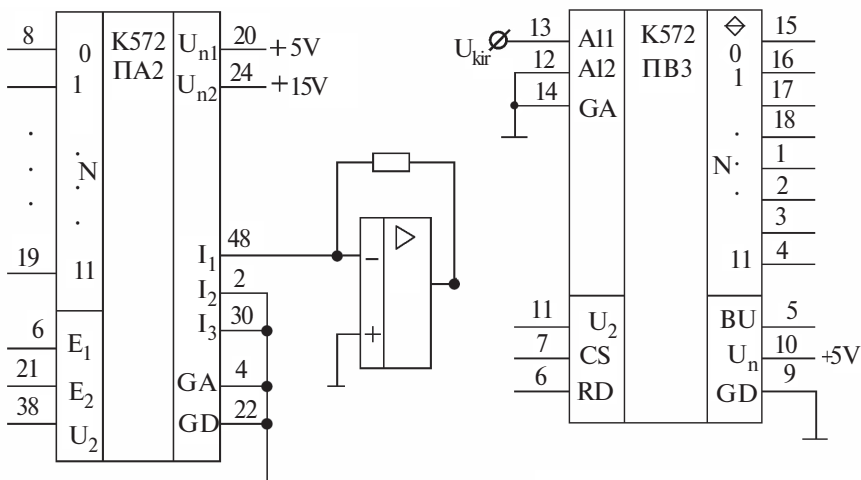 8
0
1
.
.
.
.
.
N
.
.
19
11
6
E1
21
E2
38
U2
К572
ПА2
Un1
20
+5V
Un2
24
+15V
I1
48
I2
2
I3
30
GA
4
GD
22
−
+
Ukir
13
Al1
12
Al2
14
GA
К572
ПВ3
0
1
.
N
.
.
11
15
16
17
18
1
2
3
4
11
U2
7
CS
6
RD
BU
5
Un
10
+5V
GD
9